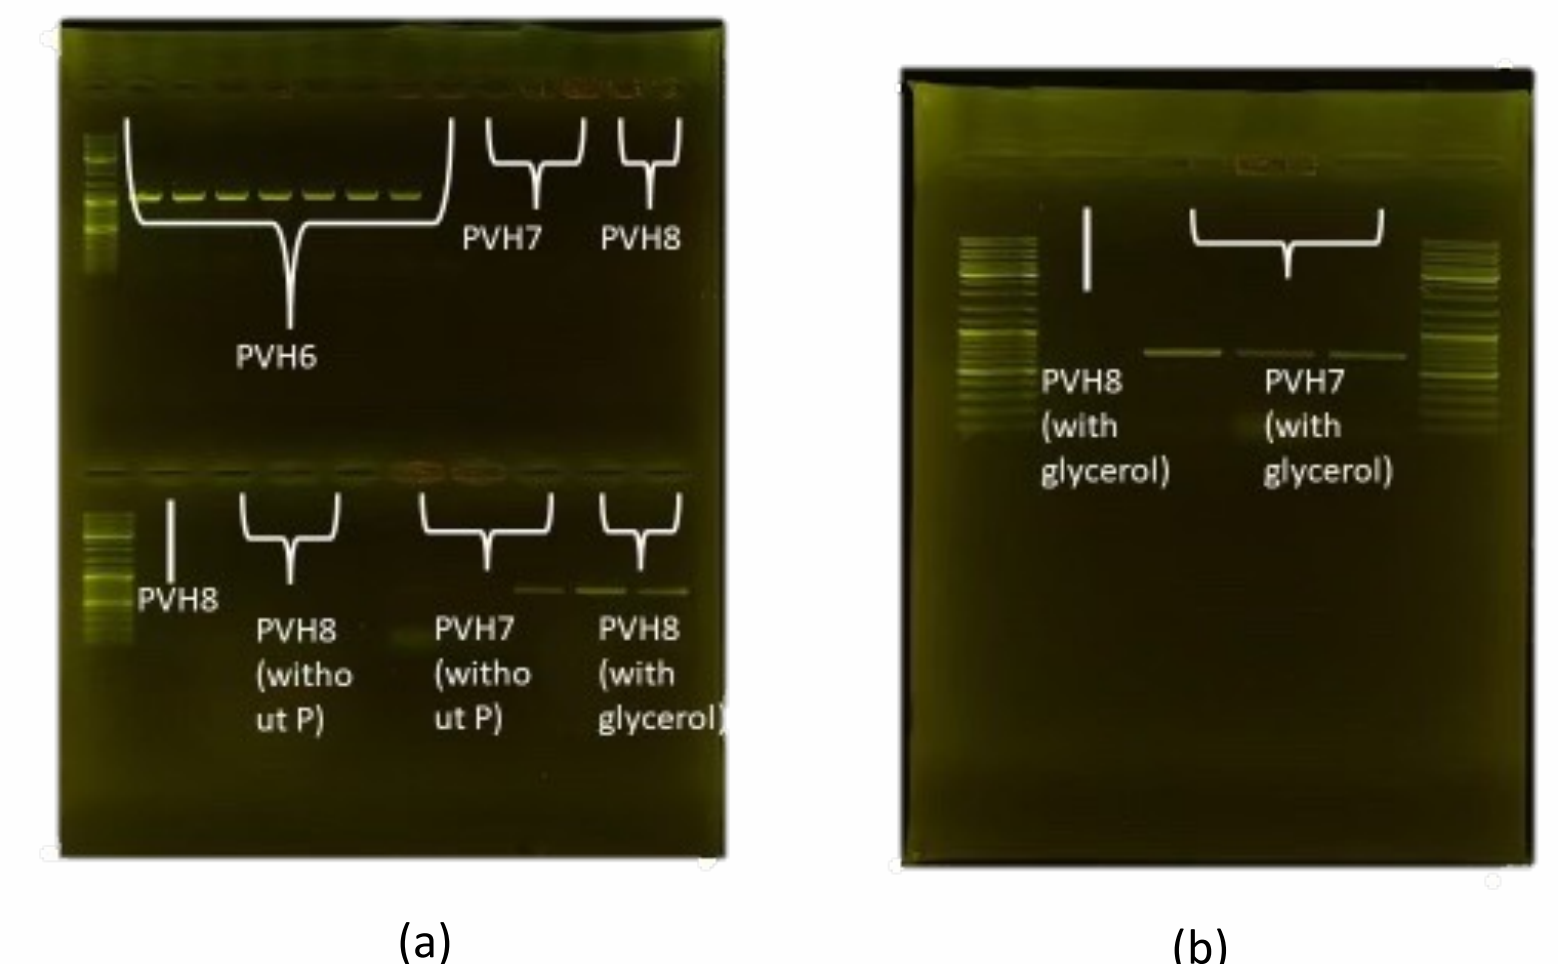 PVH7
PVH8
PVH6
PVH8
PVH8
(witho
ut P)
PVH7
(witho
ut P)
PVH8
(with
glycerol)
(a)
PVH8
(with
glycerol)
PVH7
(with
glycerol)
(b)